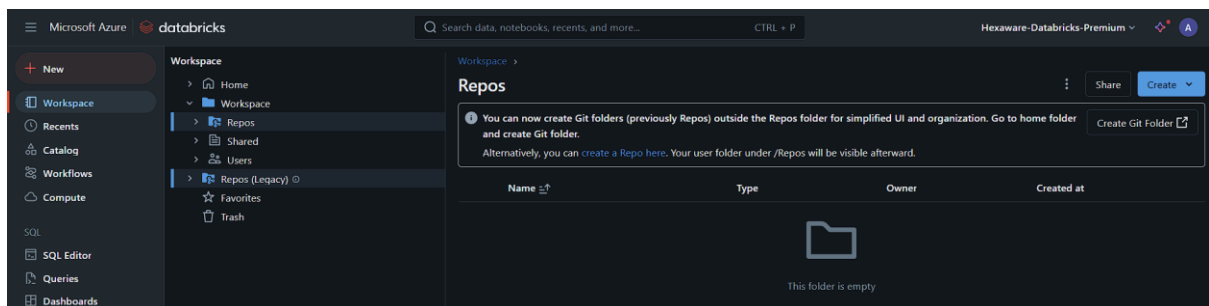 Microsoft Azure databricks Search data, notebooks, recents, and more... CTRL + P Hexaware-Databricks-Premium A
New
Workspace
Recents
Catalog
Workflows
Compute
SQL
SQL Editor
Queries
Dashboards
Workspace
Home
Workspace
Repos
Shared
Users
Repos (Legacy)
Favorites
Trash
Workspace ›
Repos
Share Create
You can now create Git folders (previously Repos) outside the Repos folder for simplified UI and organization. Go to home folder
and create Git folder.
Create Git Folder
Alternatively, you can create a Repo here. Your user folder under /Repos will be visible afterward.
Name Type Owner Created at
This folder is empty